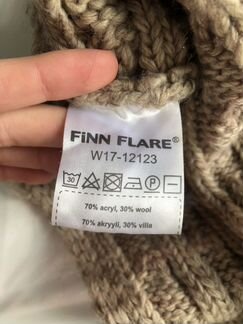 FiNN FLARE®
W17-12123
30 P
70% acryl, 30% wool
70% akryyli, 30% villa